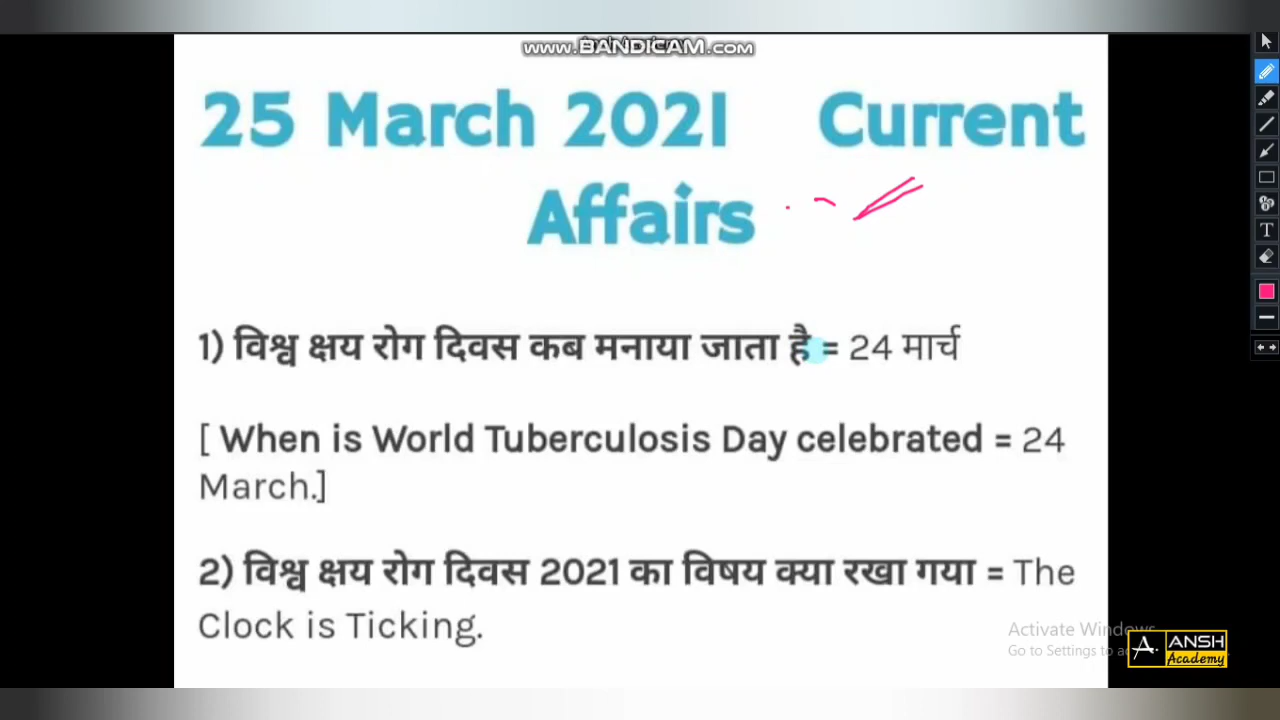 www.BANDICAM.com
25 March 2021 Current
Affairs
1) विश्व क्षय रोग दिवस कब मनाया जाता है = 24 मार्च
[ When is World Tuberculosis Day celebrated = 24
March.]
2) विश्व क्षय रोग दिवस 2021 का विषय क्या रखा गया = The
Clock is Ticking.
Activate Windows
Go to Settings to
A. ANSH
Academy